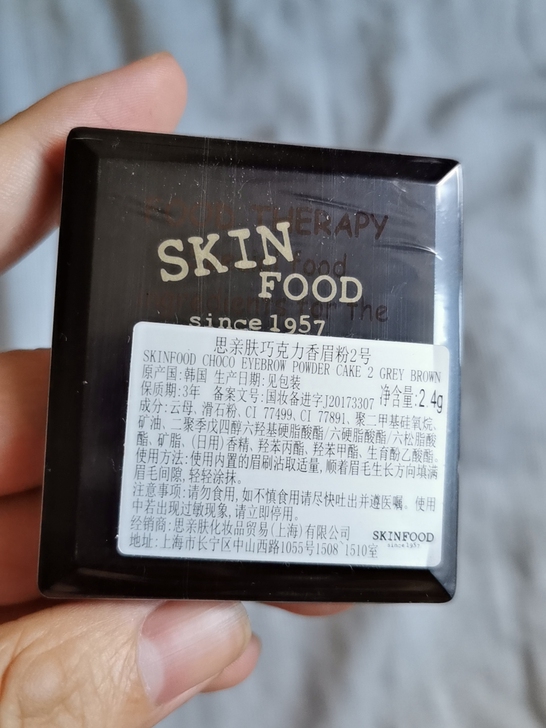 THERAPY
SKIN
food
FOOD
for the
since 1957
思亲肤巧克力香眉粉2号
SKINFOOD CHOCO EYEBROW POWDER CAKE 2 GREY BROWN
原产国:韩国 生产日期:见包装
保质期:3年 备案文号:国妆备进字J20173307 净含量:2.4g
成分:云母、滑石粉、CI 77499、CI 77891、聚二甲基硅氧烷、
矿油、二聚季戊四醇六羟基硬脂酸酯/六硬脂酸酯/六松脂酸
酯、矿脂、(日用)香精、羟苯丙酯、羟苯甲酯、生育酚乙酸酯。
使用方法:使用内置的眉刷沾取适量,顺着眉毛生长方向填满
眉毛间隙,轻轻涂抹。
注意事项:请勿食用,如不慎食用请尽快吐出并遵医嘱。使用
中若出现过敏现象,请立即停用。
经销商:思亲肤化妆品贸易(上海)有限公司
地址:上海市长宁区中山西路1055号1508 1510室
SKINFOOD
since 1957